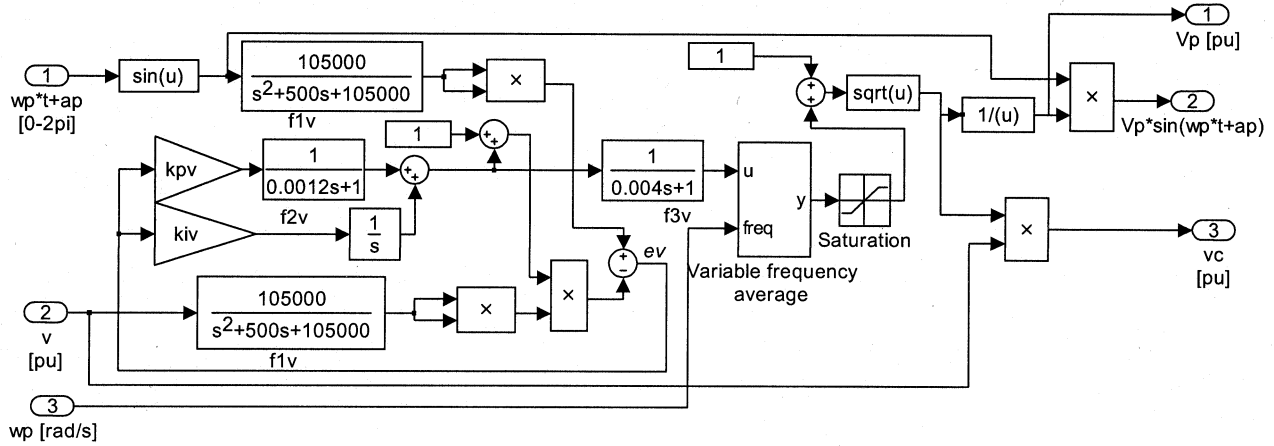 1
wp*t+ap
[0-2pi]
sin(u)
105000
s2+500s+105000
f1v
×
1
+
+
kpv
1
0.0012s+1
f2v
+
+
kiv
1
s
1
0.004s+1
f3v
1
+
+
sqrt(u)
1/(u)
×
1
Vp [pu]
2
Vp*sin(wp*t+ap)
u
freq
y
Variable frequency
average
Saturation
+
−
ev
×
3
vc
[pu]
2
v
[pu]
105000
s2+500s+105000
f1v
×
×
3
wp [rad/s]